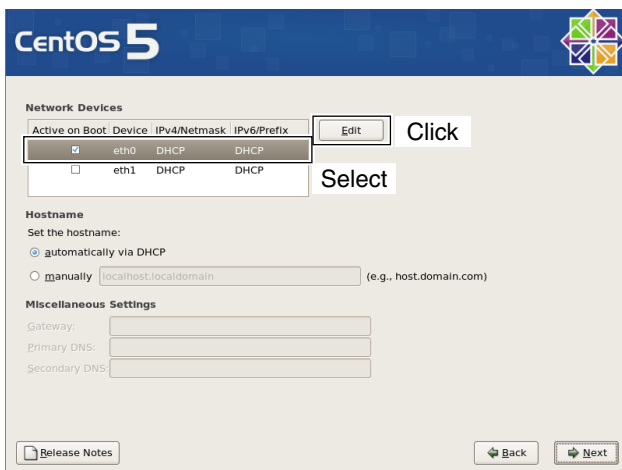 CentOS 5
Network Devices
Active on Boot Device IPv4/Netmask IPv6/Prefix
Edit
Click
eth0 DHCP DHCP
eth1 DHCP DHCP
Select
Hostname
Set the hostname:
automatically via DHCP
manually localhost.localdomain (e.g., host.domain.com)
Miscellaneous Settings
Gateway:
Primary DNS:
Secondary DNS:
Release Notes
Back
Next